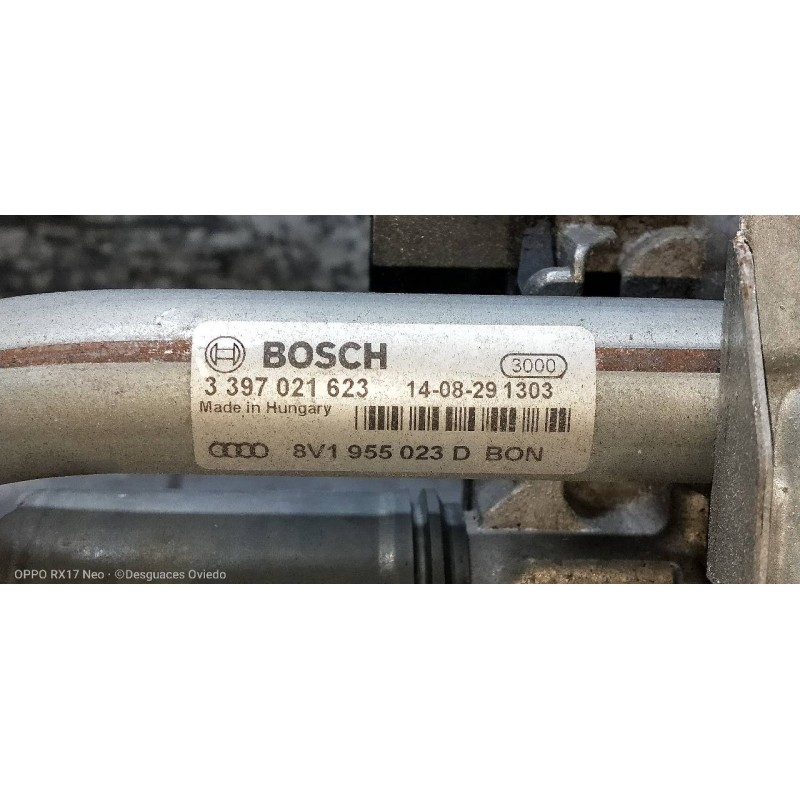 BOSCH
3000
3 397 021 623 14-08-29 1303
Made in Hungary
8V1 955 023 D BON
OPPO RX17 Neo · ©Desguaces Oviedo